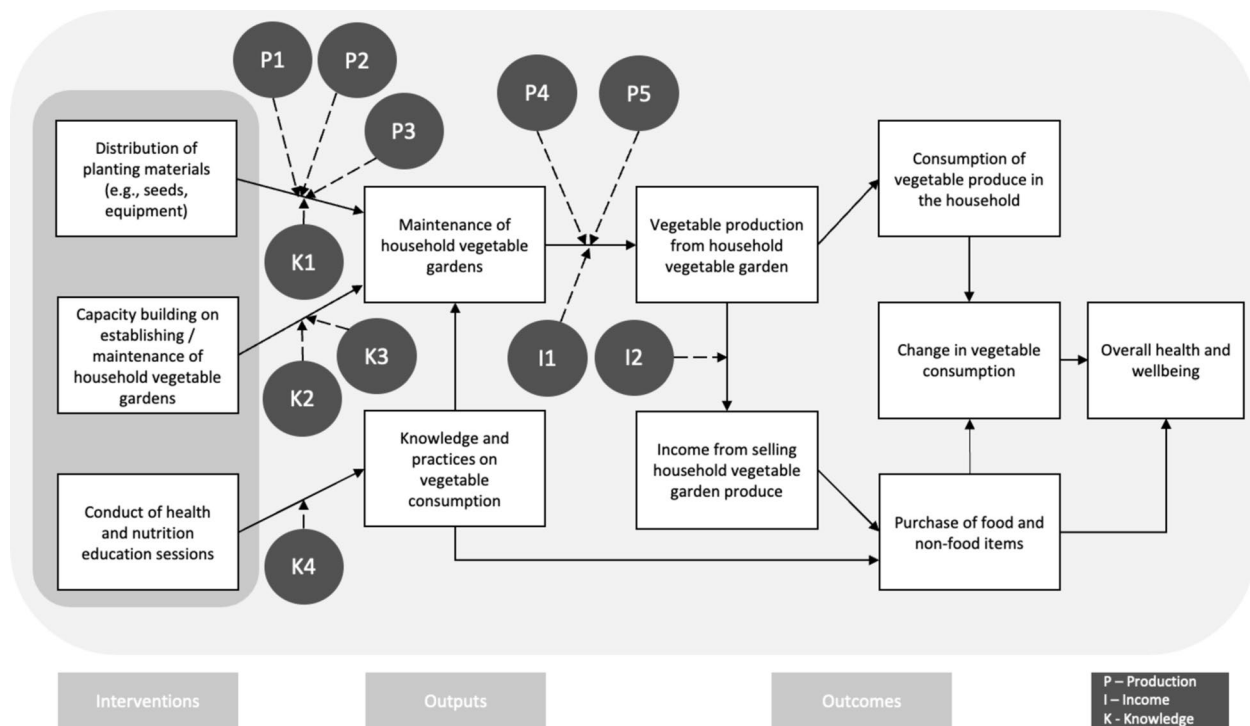 P1
P2
P3
P4
P5
Distribution of
planting materials
(e.g., seeds,
equipment)
K1
Maintenance of
household vegetable
gardens
Vegetable production
from household
vegetable garden
Consumption of
vegetable produce in
the household
Capacity building on
establishing /
maintenance of
household vegetable
gardens
K2
K3
I1
I2
Change in vegetable
consumption
Overall health and
wellbeing
Conduct of health
and nutrition
education sessions
K4
Knowledge and
practices on
vegetable
consumption
Income from selling
household vegetable
garden produce
Purchase of food and
non-food items
Interventions
Outputs
Outcomes
P – Production
I – Income
K - Knowledge